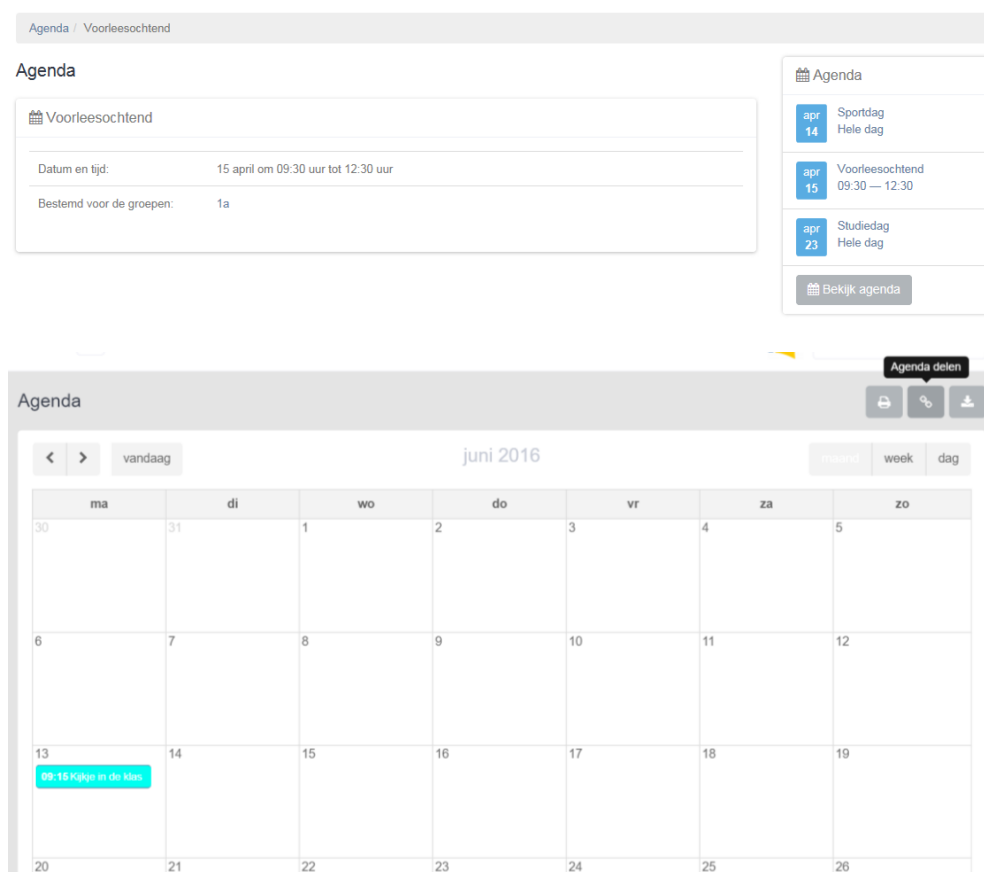 Agenda / Voorleesochtend
Agenda
Voorleesochtend
Datum en tijd: 15 april om 09:30 uur tot 12:30 uur
Bestemd voor de groepen: 1a
Agenda
apr 14
Sportdag
Hele dag
apr 15
Voorleesochtend
09:30 — 12:30
apr 23
Studiedag
Hele dag
Bekijk agenda
Agenda delen
Agenda
vandaag juni 2016 maand week dag
ma di wo do vr za zo
30 31 1 2 3 4 5
6 7 8 9 10 11 12
13 14 15 16 17 18 19
09:15 Kijkje in de klas
20 21 22 23 24 25 26